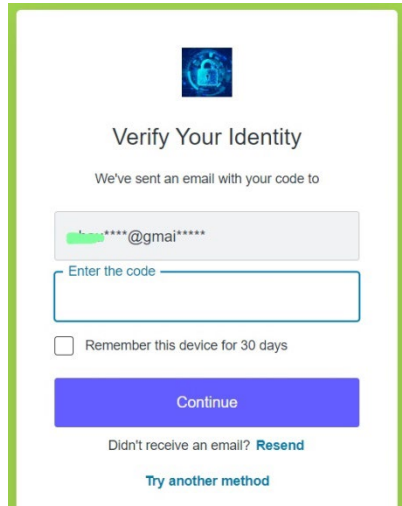 Verify Your Identity
We've sent an email with your code to
****@gmai*****
Enter the code
Remember this device for 30 days
Continue
Didn't receive an email? Resend
Try another method